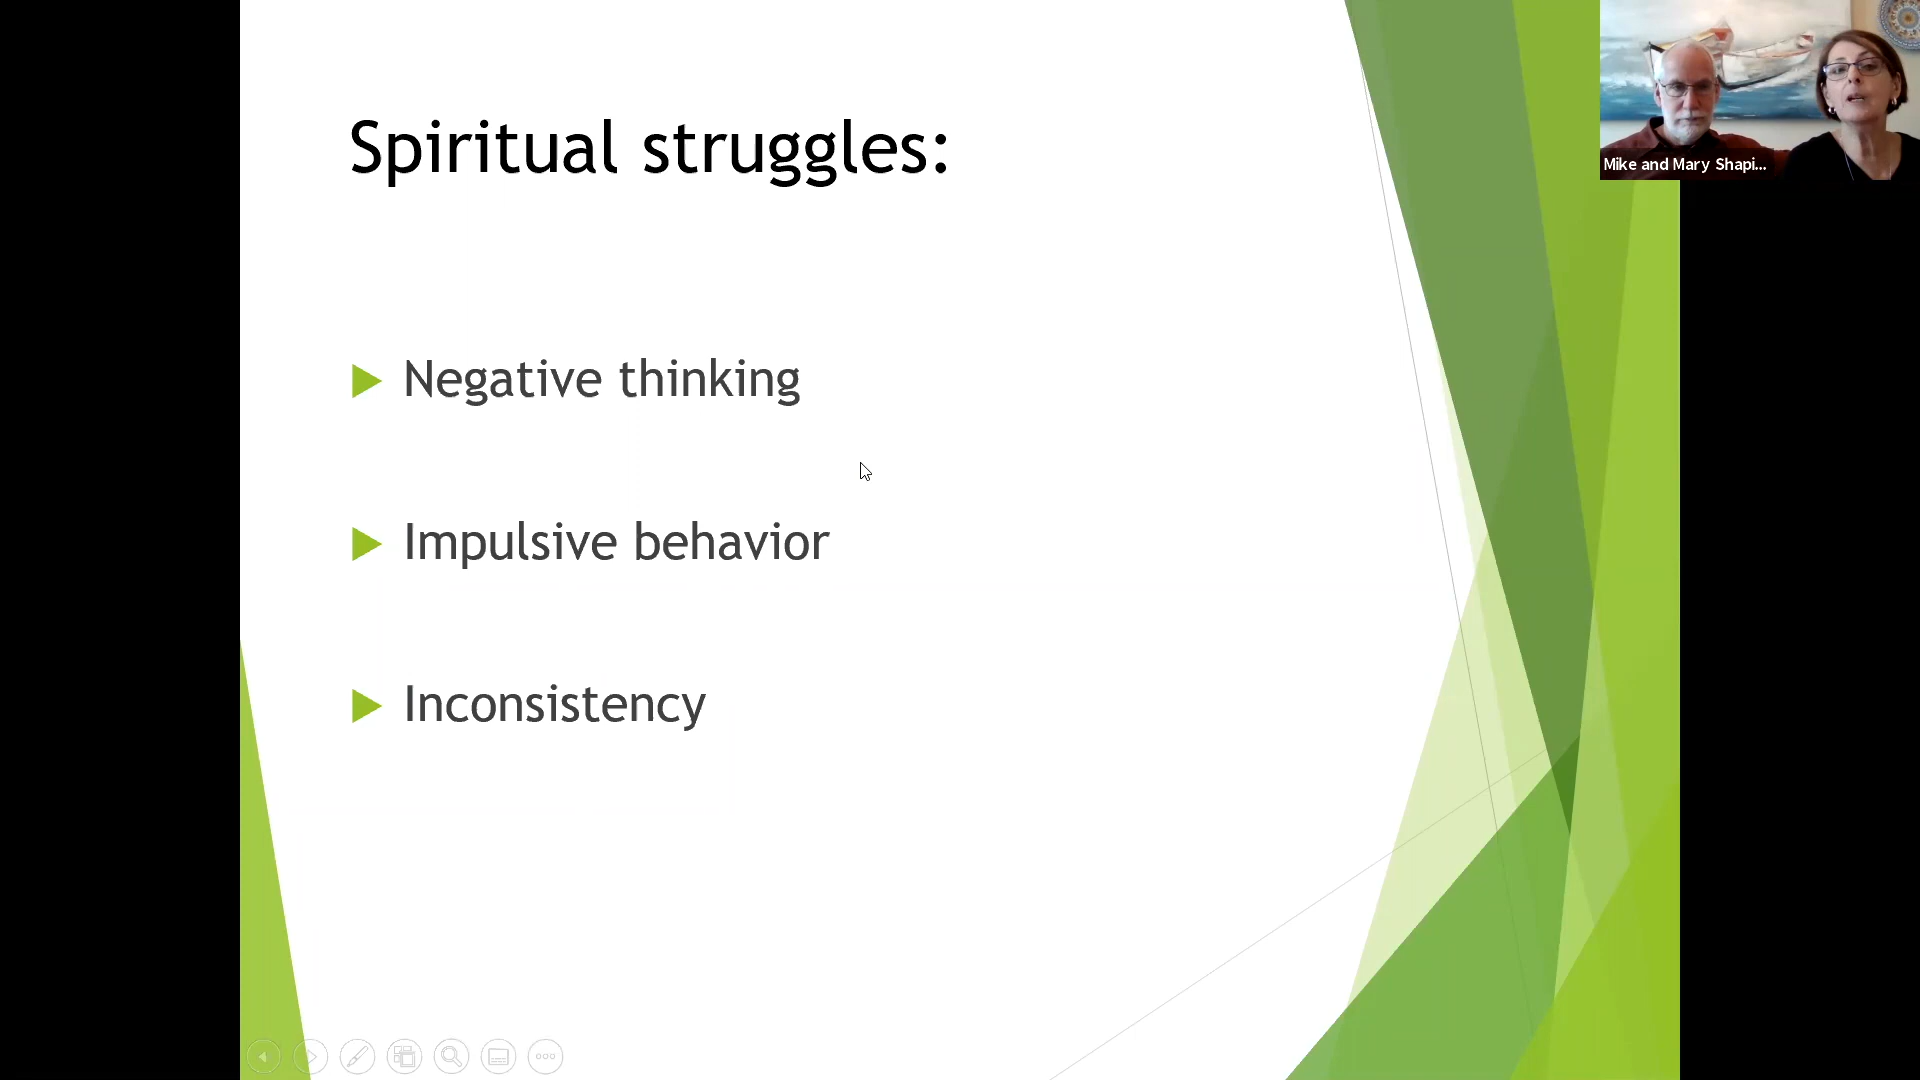 Spiritual struggles:
Negative thinking
Impulsive behavior
Inconsistency
Mike and Mary Shapi...